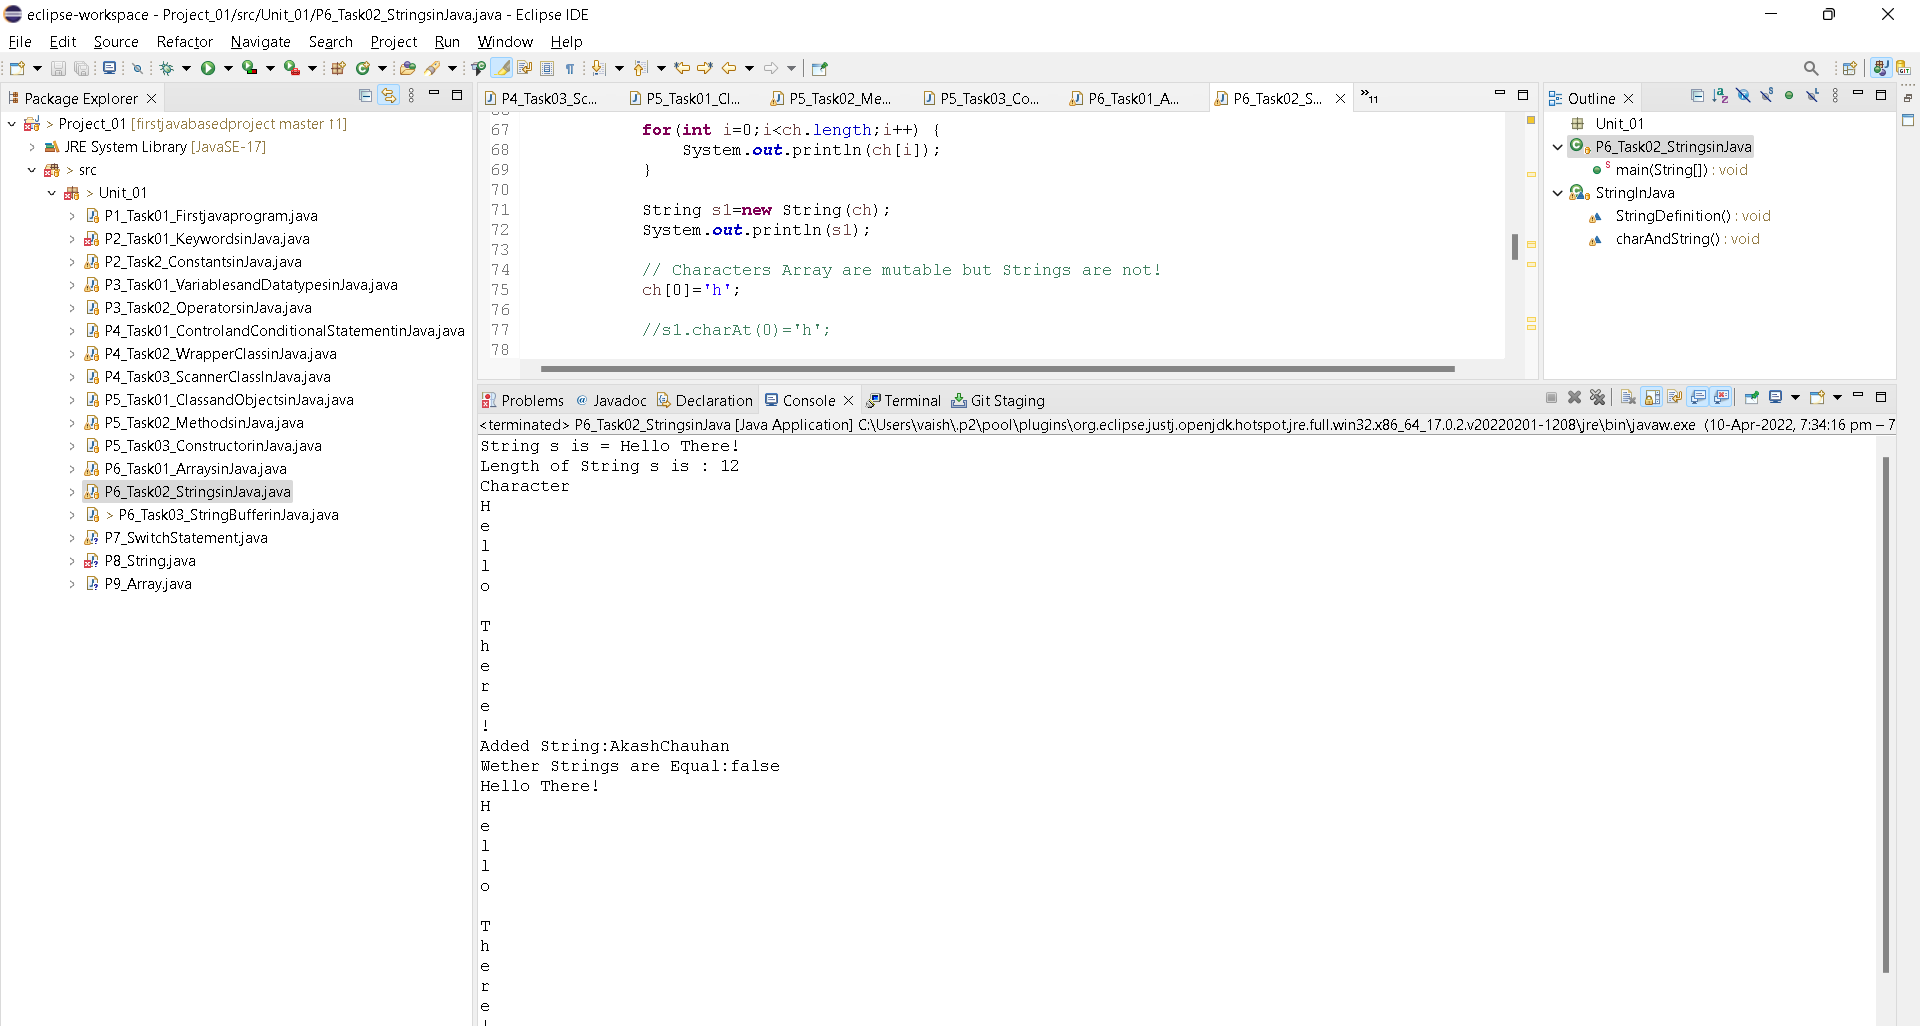 eclipse-workspace - Project_01/src/Unit_01/P6_Task02_StringsinJava.java - Eclipse IDE
File Edit Source Refactor Navigate Search Project Run Window Help
Package Explorer
> Project_01 [firstjavabasedproject master ↑1]
JRE System Library [JavaSE-17]
> src
> Unit_01
P1_Task01_Firstjavaprogram.java
P2_Task01_KeywordsinJava.java
P2_Task2_ConstantsinJava.java
P3_Task01_VariablesandDatatypesinJava.java
P3_Task02_OperatorsinJava.java
P4_Task01_ControlandConditionalStatementinJava.java
P4_Task02_WrapperClassinJava.java
P4_Task03_ScannerClassInJava.java
P5_Task01_ClassandObjectsinJava.java
P5_Task02_MethodsinJava.java
P5_Task03_ConstructorinJava.java
P6_Task01_ArraysinJava.java
P6_Task02_StringsinJava.java
> P6_Task03_StringBufferinJava.java
P7_SwitchStatement.java
P8_String.java
P9_Array.java
P4_Task03_Sc... P5_Task01_Cl... P5_Task02_Me... P5_Task03_Co... P6_Task01_A... P6_Task02_S... »11
67 for(int i=0;i<ch.length;i++) {
68 System.out.println(ch[i]);
69 }
70
71 String s1=new String(ch);
72 System.out.println(s1);
73
74 // Characters Array are mutable but Strings are not!
75 ch[0]='h';
76
77 //s1.charAt(0)='h';
78
Outline
Unit_01
P6_Task02_StringsinJava
main(String[]) : void
StringInJava
StringDefinition() : void
charAndString() : void
Problems @ Javadoc Declaration Console Terminal Git Staging
<terminated> P6_Task02_StringsinJava [Java Application] C:\Users\vaish\.p2\pool\plugins\org.eclipse.justj.openjdk.hotspot.jre.full.win32.x86_64_17.0.2.v20220201-1208\jre\bin\javaw.exe (10-Apr-2022, 7:34:16 pm – 7
String s is = Hello There!
Length of String s is : 12
Character
H
e
l
l
o
T
h
e
r
e
!
Added String:AkashChauhan
Wether Strings are Equal:false
Hello There!
H
e
l
l
o
T
h
e
r
e